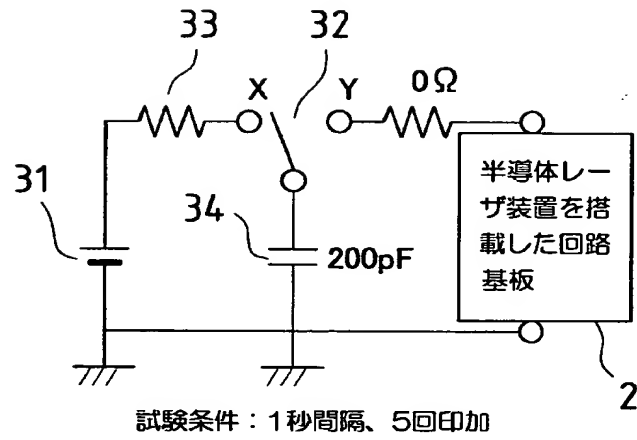 33
32
X
Y
0Ω
31
34
200pF
半導体レー
ザ装置を搭
載した回路
基板
2
試験条件：1秒間隔、5回印加